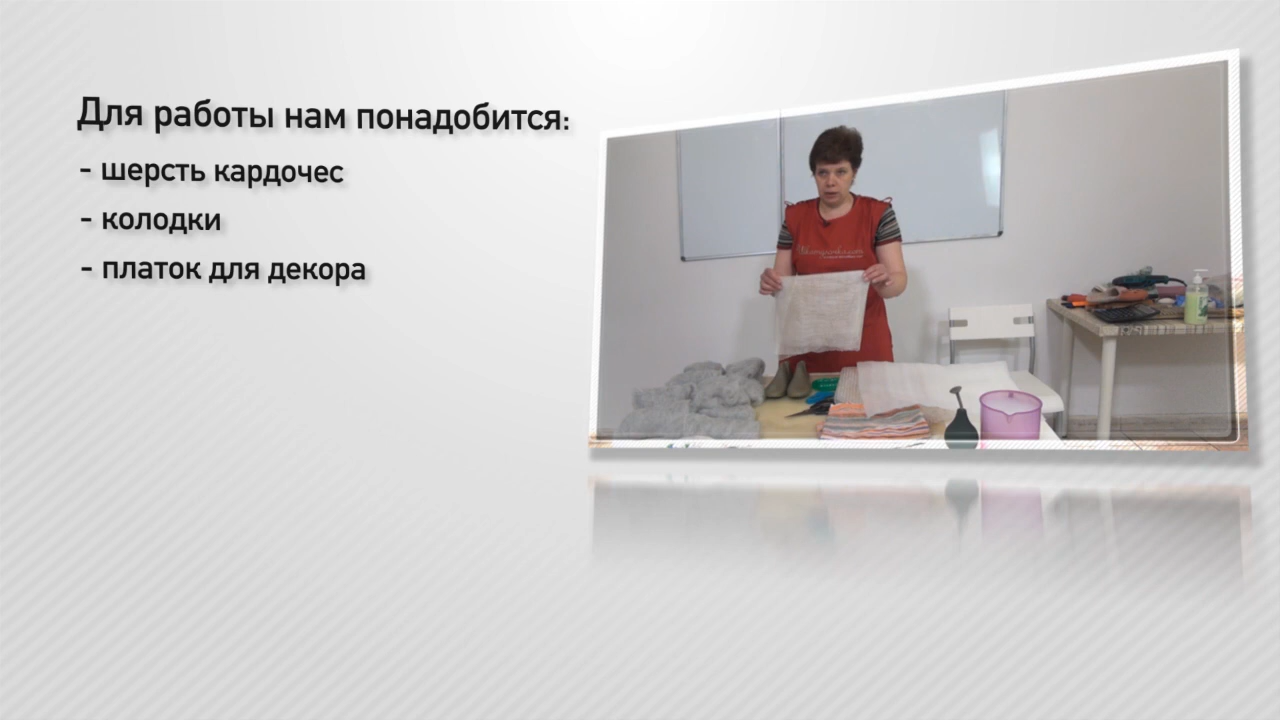 Для работы нам понадобится:
- шерсть кардочес
- колодки
- платок для декора